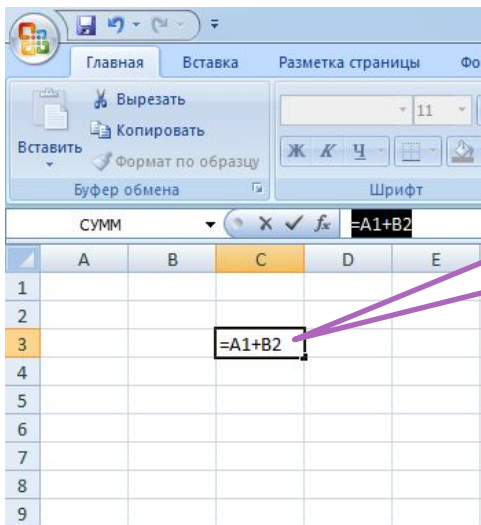 Главная Вставка Разметка страницы Фо
Вырезать
Копировать
Формат по образцу
Вставить
11
Ж К Ч
Буфер обмена
Шрифт
СУММ fx =A1+B2
A B C D E
1
2
3 =A1+B2
4
5
6
7
8
9